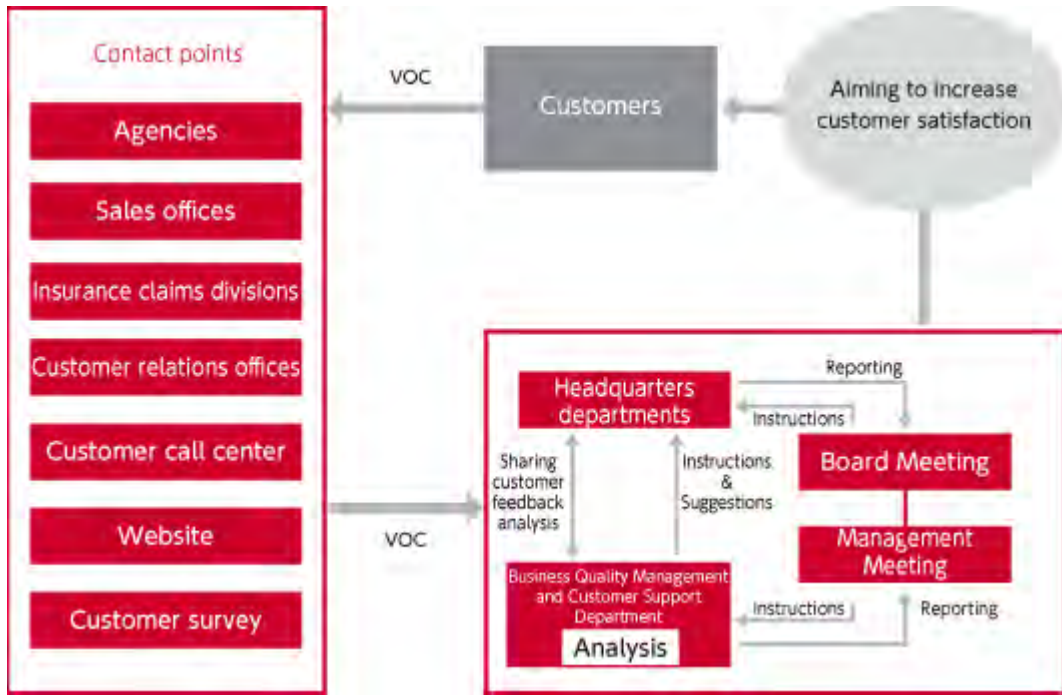 Contact points
Agencies
Sales offices
Insurance claims divisions
Customer relations offices
Customer call center
Website
Customer survey
VOC
Customers
Aiming to increase
customer satisfaction
VOC
Headquarters
departments
Reporting
Instructions
Sharing
customer
feedback
analysis
Instructions
&
Suggestions
Board Meeting
Management
Meeting
Business Quality Management
and Customer Support
Department
Analysis
Instructions
Reporting